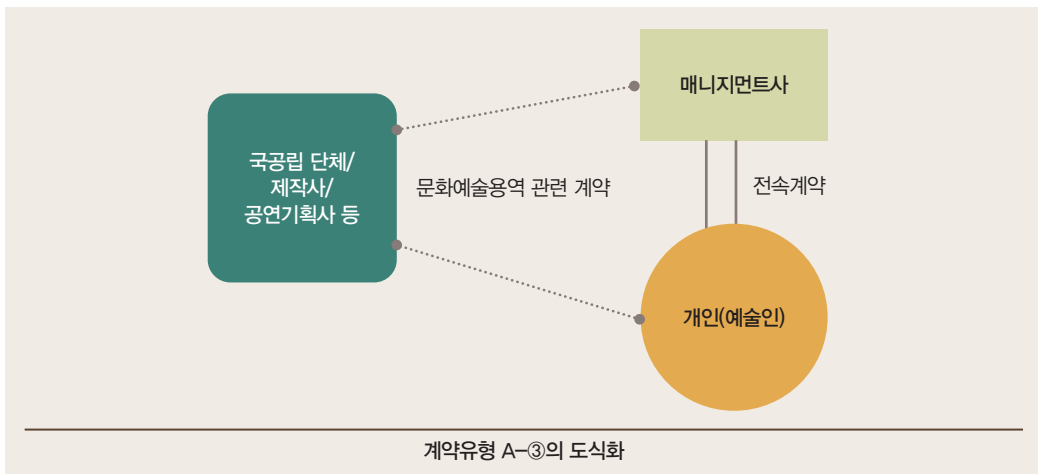 매니지먼트사
국공립 단체/
제작사/
공연기획사 등
문화예술용역 관련 계약
전속계약
개인(예술인)
계약유형 A-③의 도식화